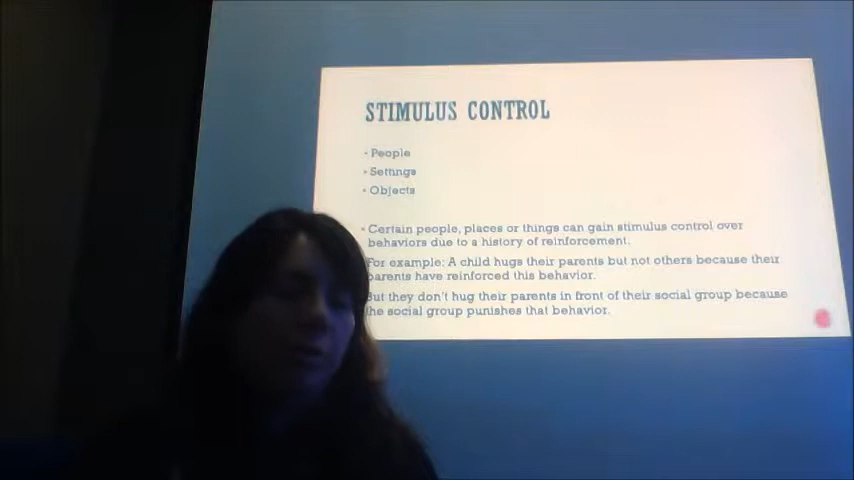 STIMULUS CONTROL
• People
• Settings
• Objects
• Certain people, places or things can gain stimulus control over
behaviors due to a history of reinforcement.
For example: A child hugs their parents but not others because their
parents have reinforced this behavior.
But they don't hug their parents in front of their social group because
the social group punishes that behavior.